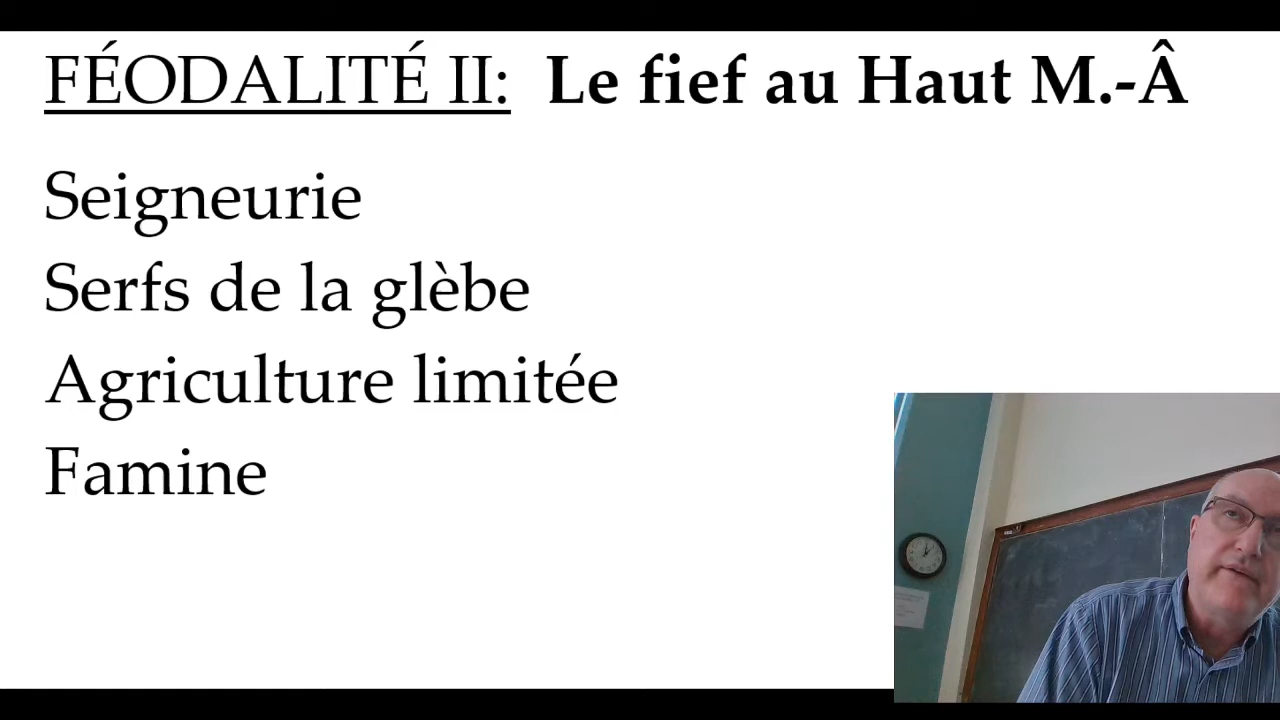 FÉODALITÉ II: Le fief au Haut M.-Â
Seigneurie
Serfs de la glèbe
Agriculture limitée
Famine